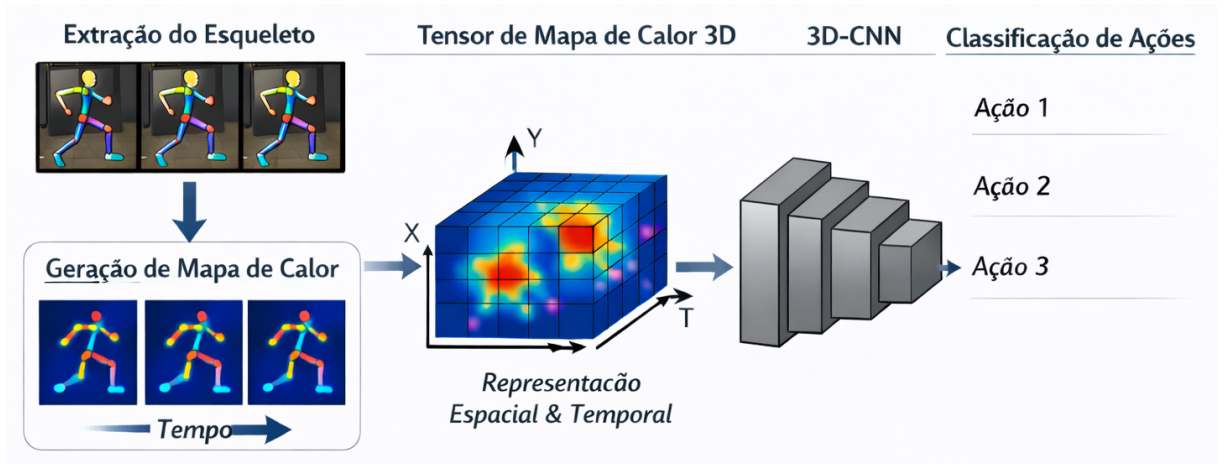 Extração do Esqueleto
Tensor de Mapa de Calor 3D
3D-CNN
Classificação de Ações
Ação 1
Ação 2
Ação 3
Y
X
T
Geração de Mapa de Calor
Tempo
Representacão
Espacial & Temporal